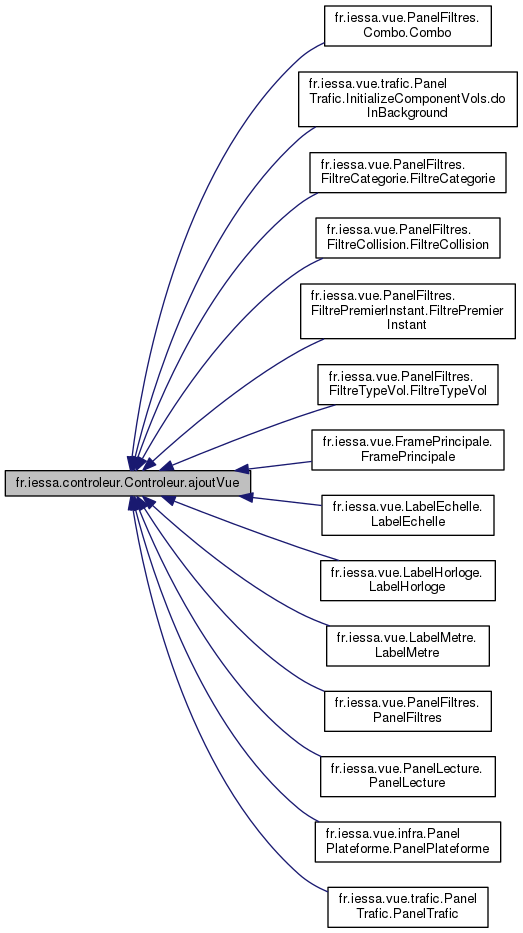 fr.iessa.vue.PanelFiltres.
Combo.Combo
fr.iessa.vue.trafic.Panel
Trafic.InitializeComponentVols.do
InBackground
fr.iessa.vue.PanelFiltres.
FiltreCategorie.FiltreCategorie
fr.iessa.vue.PanelFiltres.
FiltreCollision.FiltreCollision
fr.iessa.vue.PanelFiltres.
FiltrePremierInstant.FiltrePremier
Instant
fr.iessa.vue.PanelFiltres.
FiltreTypeVol.FiltreTypeVol
fr.iessa.vue.FramePrincipale.
FramePrincipale
fr.iessa.controleur.Controleur.ajoutVue
fr.iessa.vue.LabelEchelle.
LabelEchelle
fr.iessa.vue.LabelHorloge.
LabelHorloge
fr.iessa.vue.LabelMetre.
LabelMetre
fr.iessa.vue.PanelFiltres.
PanelFiltres
fr.iessa.vue.PanelLecture.
PanelLecture
fr.iessa.vue.infra.Panel
Plateforme.PanelPlateforme
fr.iessa.vue.trafic.Panel
Trafic.PanelTrafic